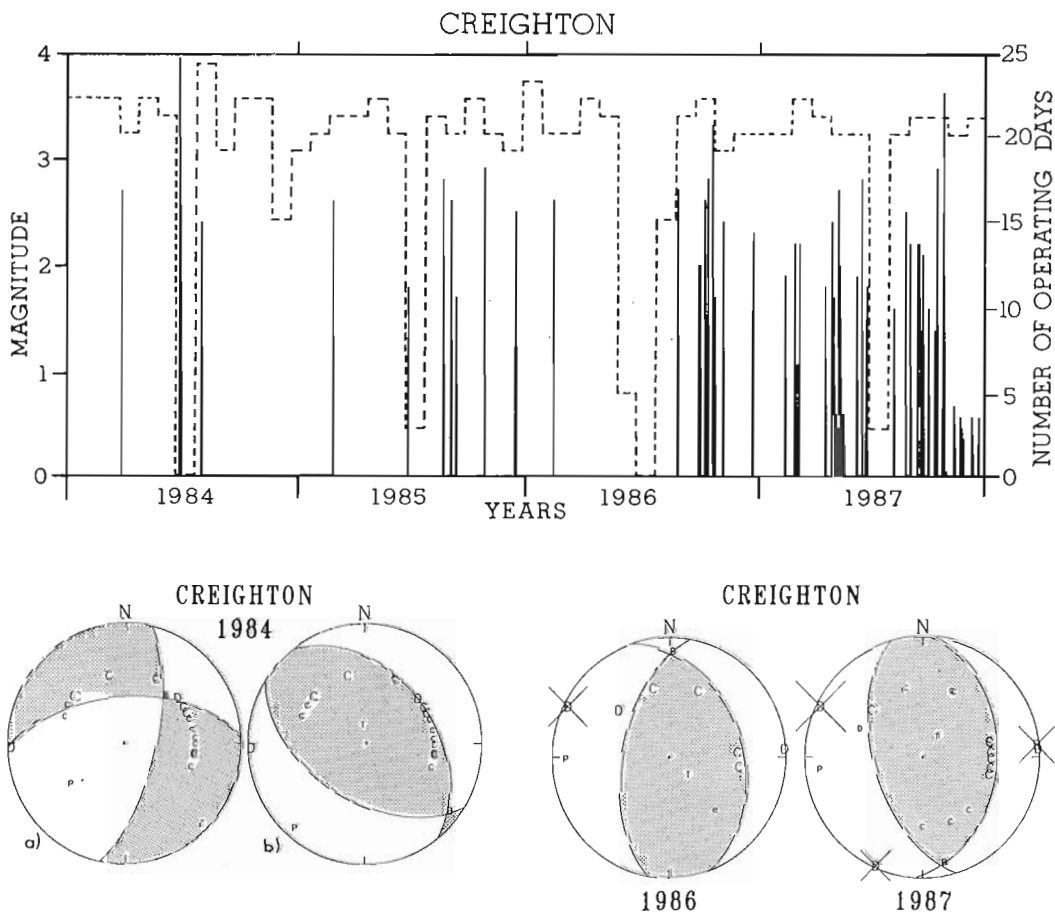 CREIGHTON
4
3
2
1
0
MAGNITUDE
25
20
15
10
5
0
NUMBER OF OPERATING DAYS
1984
1985
1986
1987
YEARS
CREIGHTON
1984
N
N
a)
b)
P
P
T
CREIGHTON
N
N
P
P
T
T
1986
1987